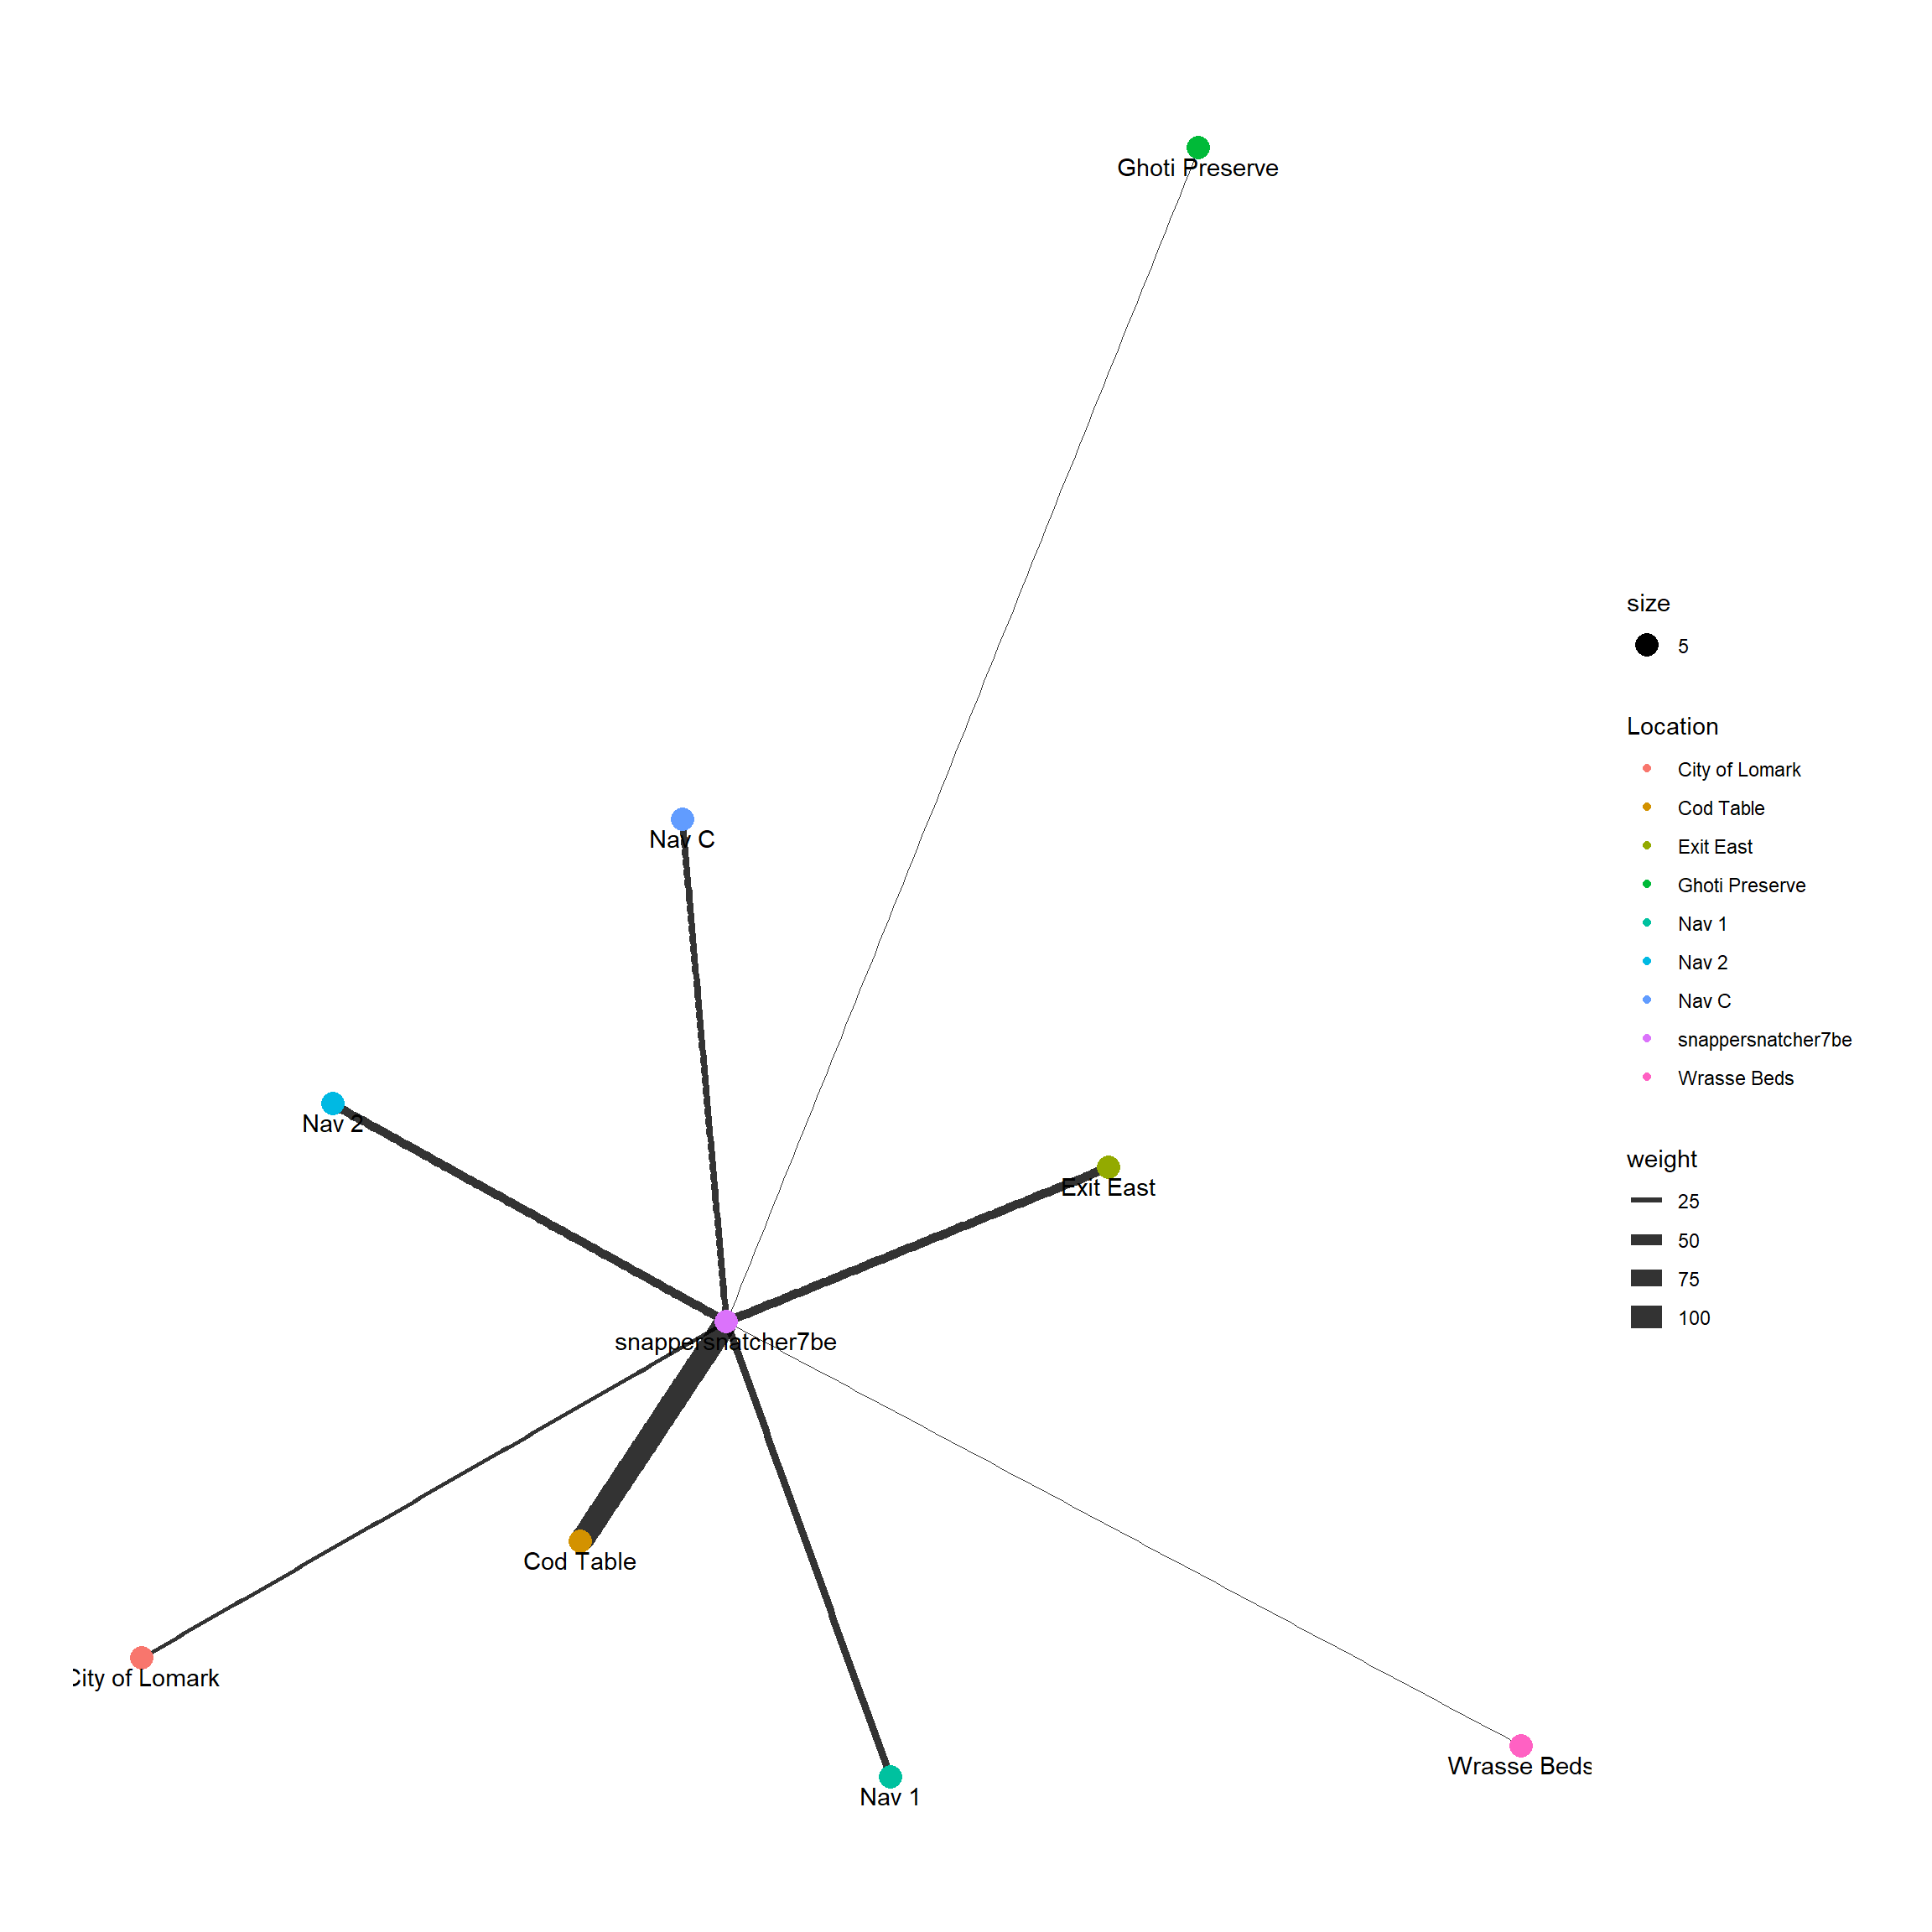 Ghoti Preserve
Nav C
Nav 2
Exit East
snappersnatcher7be
Cod Table
City of Lomark
Wrasse Beds
Nav 1
size
5
Location
City of Lomark
Cod Table
Exit East
Ghoti Preserve
Nav 1
Nav 2
Nav C
snappersnatcher7be
Wrasse Beds
weight
25
50
75
100